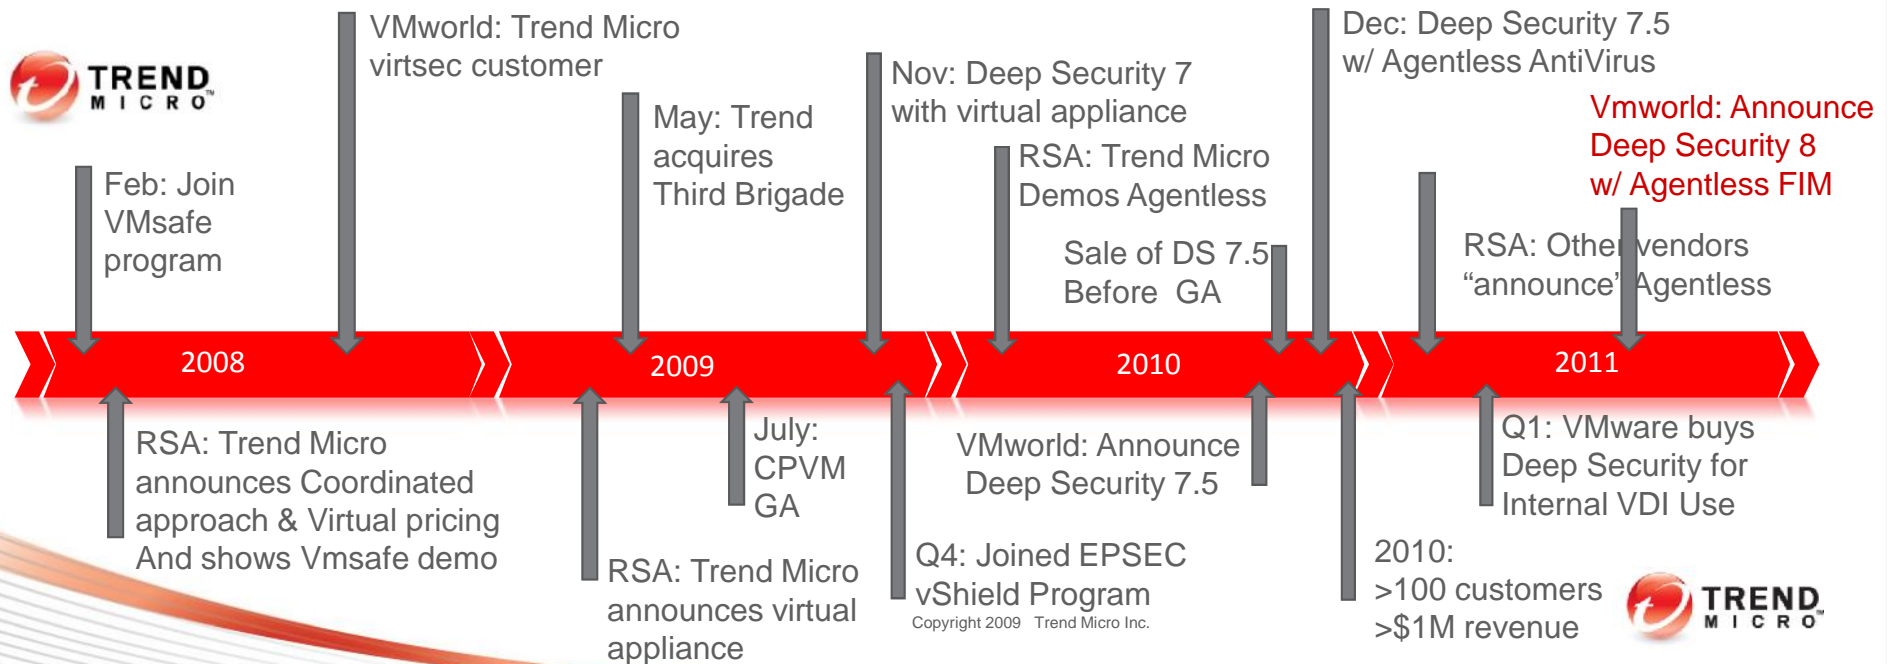 TREND
MICRO™
Feb: Join
VMsafe
program
VMworld: Trend Micro
virtsec customer
May: Trend
acquires
Third Brigade
Nov: Deep Security 7
with virtual appliance
RSA: Trend Micro
Demos Agentless
Sale of DS 7.5
Before GA
Dec: Deep Security 7.5
w/ Agentless AntiVirus
Vmworld: Announce
Deep Security 8
w/ Agentless FIM
RSA: Other vendors
“announce” Agentless
2008
2009
2010
2011
RSA: Trend Micro
announces Coordinated
approach & Virtual pricing
And shows Vmsafe demo
RSA: Trend Micro
announces virtual
appliance
July:
CPVM
GA
Q4: Joined EPSEC
vShield Program
Copyright 2009 Trend Micro Inc.
VMworld: Announce
Deep Security 7.5
2010:
>100 customers
>$1M revenue
Q1: VMware buys
Deep Security for
Internal VDI Use
TREND
MICRO™